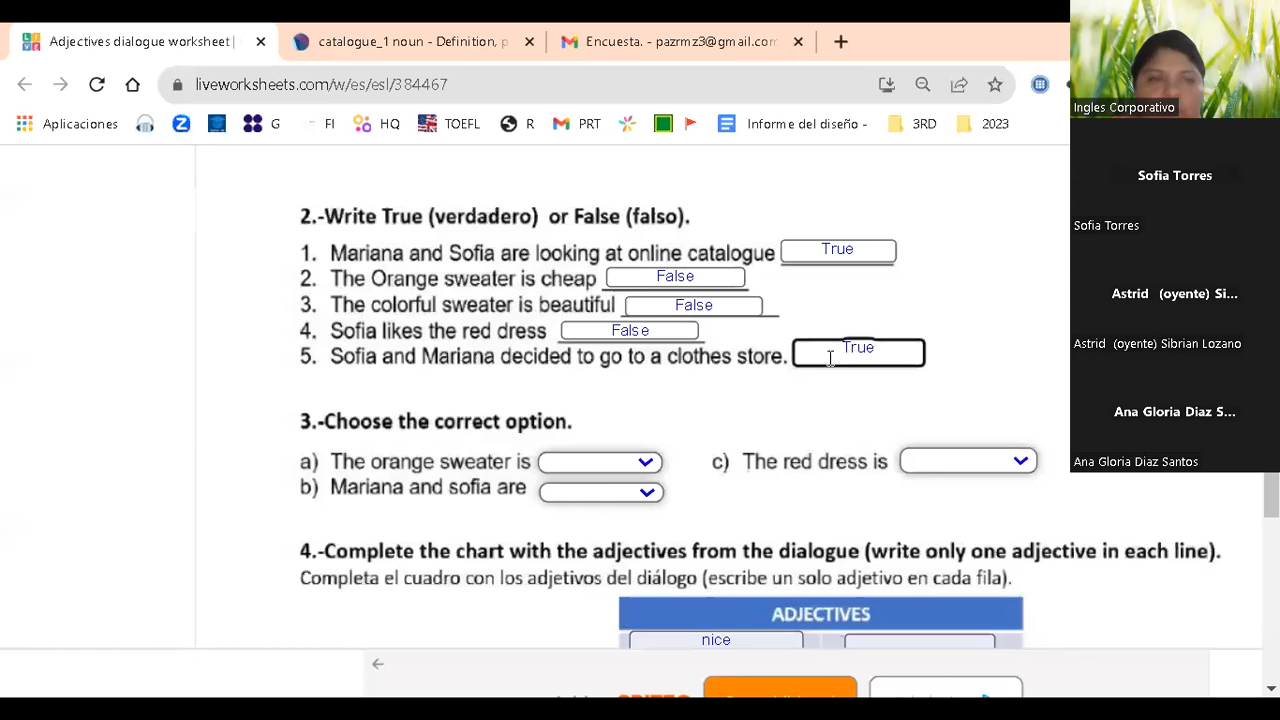 Adjectives dialogue worksheet |
catalogue_1 noun - Definition, p
Encuesta. - pazrmz3@gmail.com
liveworksheets.com/w/es/esl/384467
Aplicaciones
G
FI
HQ
TOEFL
R
PRT
Informe del diseño -
3RD
2023
Ingles Corporativo
Sofia Torres
Sofia Torres
Astrid (oyente) Si...
Astrid (oyente) Sibrian Lozano
Ana Gloria Diaz S...
Ana Gloria Diaz Santos
2.-Write True (verdadero) or False (falso).
1. Mariana and Sofia are looking at online catalogue True
2. The Orange sweater is cheap False
3. The colorful sweater is beautiful False
4. Sofia likes the red dress False
5. Sofia and Mariana decided to go to a clothes store. True
3.-Choose the correct option.
a) The orange sweater is
c) The red dress is
b) Mariana and sofia are
4.-Complete the chart with the adjectives from the dialogue (write only one adjective in each line).
Completa el cuadro con los adjetivos del diálogo (escribe un solo adjetivo en cada fila).
ADJECTIVES
nice